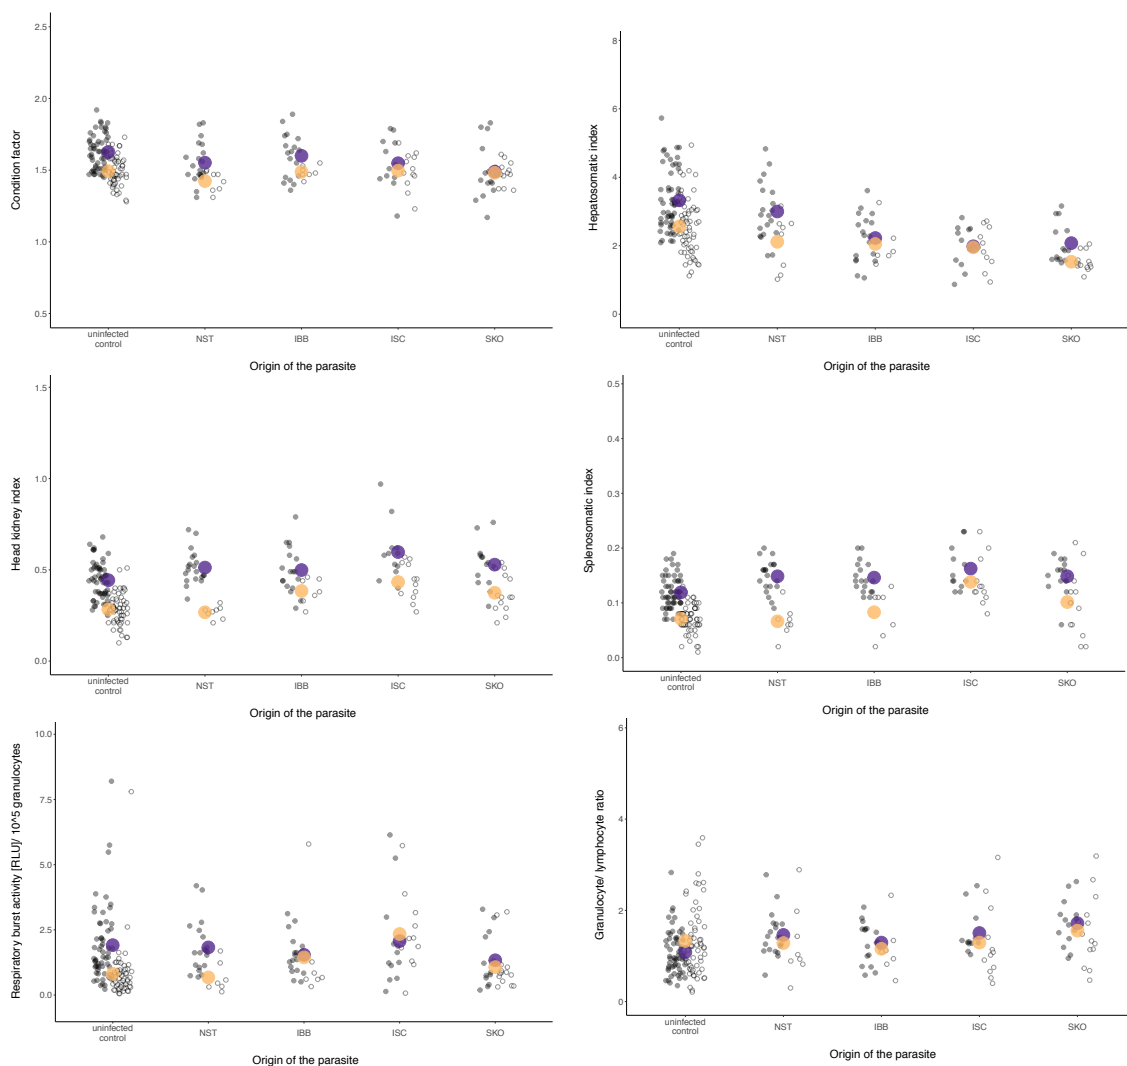 Condition factor
2.5
2.0
1.5
1.0
0.5
uninfected
control
NST
IBB
ISC
SKO
Origin of the parasite
Hepatosomatic index
8
6
4
2
0
uninfected
control
NST
IBB
ISC
SKO
Origin of the parasite
Head kidney index
1.5
1.0
0.5
0.0
uninfected
control
NST
IBB
ISC
SKO
Origin of the parasite
Splenosomatic index
0.5
0.4
0.3
0.2
0.1
0.0
uninfected
control
NST
IBB
ISC
SKO
Origin of the parasite
Respiratory burst activity [RLU]/ 10^5 granulocytes
10.0
7.5
5.0
2.5
0.0
uninfected
control
NST
IBB
ISC
SKO
Origin of the parasite
Granulocyte/ lymphocyte ratio
6
4
2
0
uninfected
control
NST
IBB
ISC
SKO
Origin of the parasite